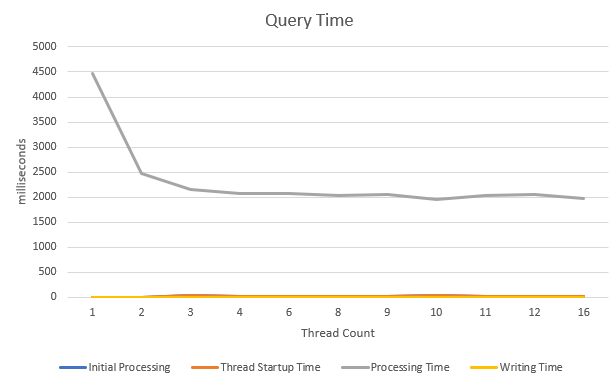 Query Time
5000
4500
4000
3500
3000
2500
2000
1500
1000
500
0
milliseconds
1 2 3 4 6 8 9 10 11 12 16
Thread Count
Initial Processing Thread Startup Time Processing Time Writing Time